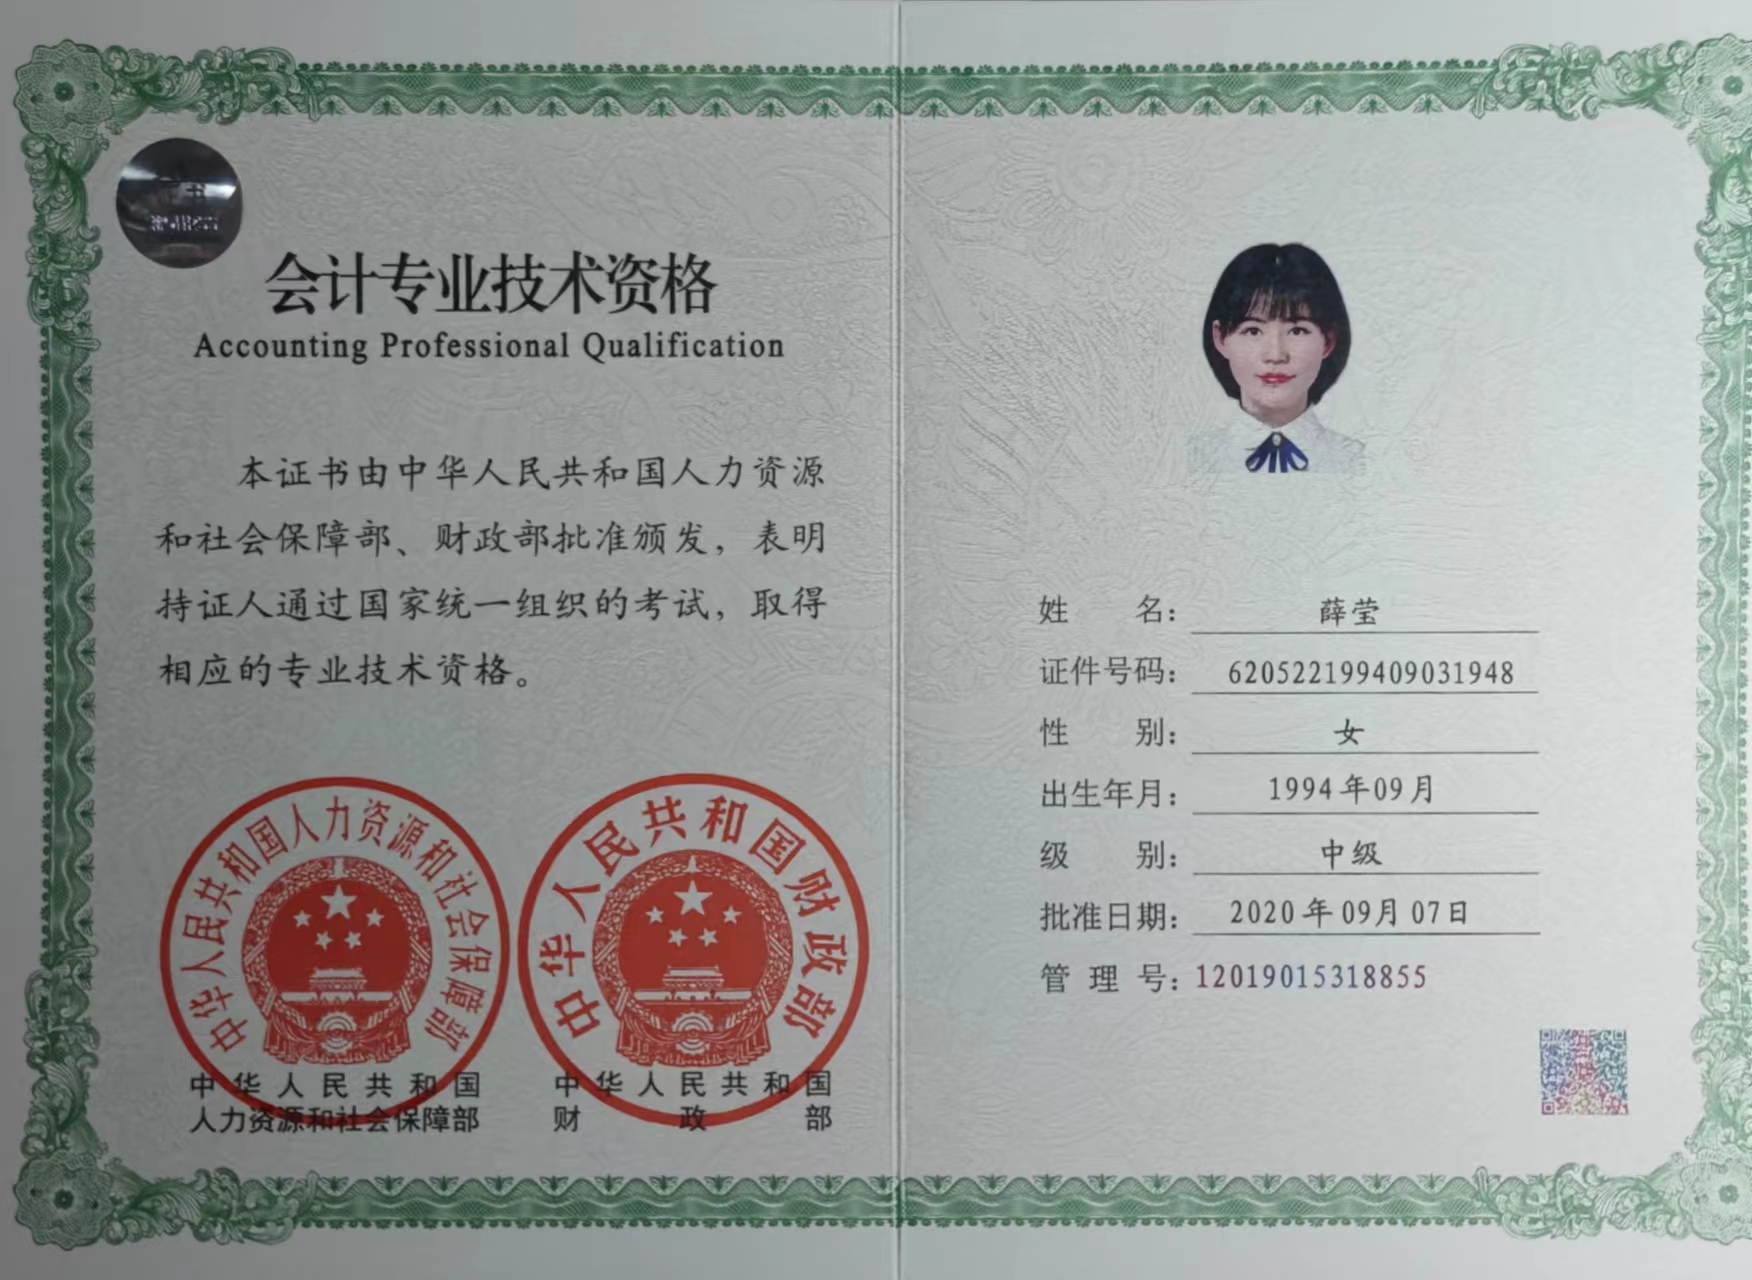 会计专业技术资格
Accounting Professional Qualification
本证书由中华人民共和国人力资源
和社会保障部、财政部批准颁发，表明
持证人通过国家统一组织的考试，取得
相应的专业技术资格。
中华人民共和国人力资源和社会保障部
中华人民共和国财政部
中华人民共和国
人力资源和社会保障部
中华人民共和国
财政部
姓名：薛莹
证件号码：620522199409031948
性别：女
出生年月：1994年09月
级别：中级
批准日期：2020年09月07日
管理号：12019015318855